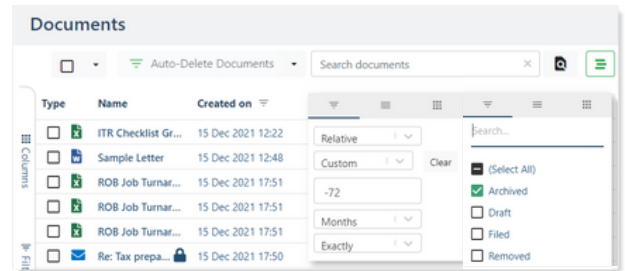 Documents
Auto-Delete Documents
Search documents
Type Name Created on
ITR Checklist Gr... 15 Dec 2021 12:22
Sample Letter 15 Dec 2021 12:48
ROB Job Turnar... 15 Dec 2021 17:51
ROB Job Turnar... 15 Dec 2021 17:51
ROB Job Turnar... 15 Dec 2021 17:51
Re: Tax prepa... 15 Dec 2021 17:50
Columns
Filt
Relative
Custom Clear
-72
Months
Exactly
Search...
(Select All)
Archived
Draft
Filed
Removed